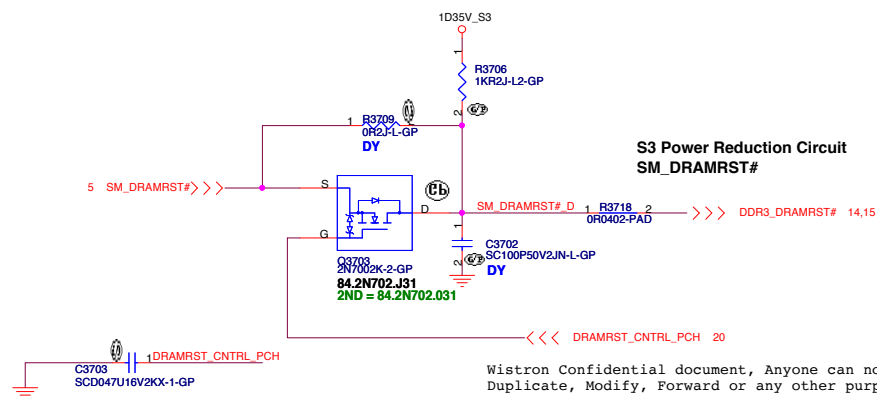 1D35V_S3
1
R3706
1KR2J-L2-GP
2
G/P
1
R3709
2
0R2J-L-GP
DY
S3 Power Reduction Circuit
SM_DRAMRST#
5 SM_DRAMRST#
S
D
G
SM_DRAMRST#_D
1
R3718
2
0R0402-PAD
DDR3_DRAMRST# 14,15
1
C3702
SC100P50V2JN-L-GP
2
G/P
DY
Q3703
2N7002K-2-GP
84.2N702.J31
2ND = 84.2N702.031
DRAMRST_CNTRL_PCH 20
1
DRAMRST_CNTRL_PCH
C3703
SCD047U16V2KX-1-GP
Wistron Confidential document, Anyone can no
Duplicate, Modify, Forward or any other purp